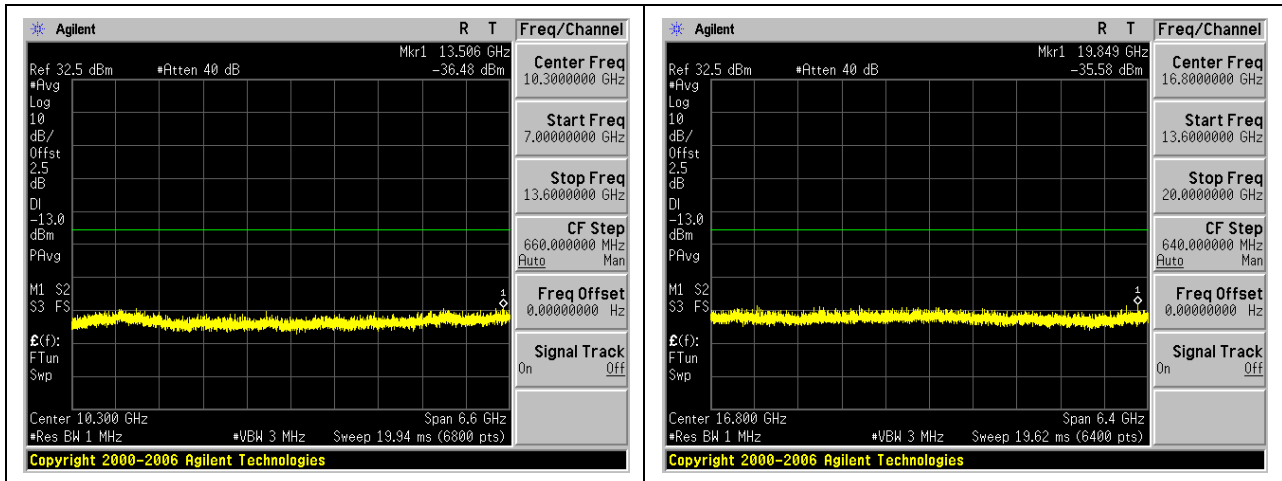 Agilent R T Freq/Channel
Mkr1 13.506 GHz
Ref 32.5 dBm #Atten 40 dB -36.48 dBm
#Avg
Log
10
dB/
Offst
2.5
dB
DI
-13.0
dBm
PAvg
M1 S2
S3 FS
£(f):
FTun
Swp
1
Center 10.300 GHz Span 6.6 GHz
#Res BW 1 MHz #VBW 3 MHz Sweep 19.94 ms (6800 pts)
Copyright 2000-2006 Agilent Technologies
Center Freq
10.3000000 GHz
Start Freq
7.00000000 GHz
Stop Freq
13.6000000 GHz
CF Step
660.000000 MHz
Auto Man
Freq Offset
0.00000000 Hz
Signal Track
On Off
Agilent R T Freq/Channel
Mkr1 19.849 GHz
Ref 32.5 dBm #Atten 40 dB -35.58 dBm
#Avg
Log
10
dB/
Offst
2.5
dB
DI
-13.0
dBm
PAvg
M1 S2
S3 FS
£(f):
FTun
Swp
1
Center 16.800 GHz Span 6.4 GHz
#Res BW 1 MHz #VBW 3 MHz Sweep 19.62 ms (6400 pts)
Copyright 2000-2006 Agilent Technologies
Center Freq
16.8000000 GHz
Start Freq
13.6000000 GHz
Stop Freq
20.0000000 GHz
CF Step
640.000000 MHz
Auto Man
Freq Offset
0.00000000 Hz
Signal Track
On Off